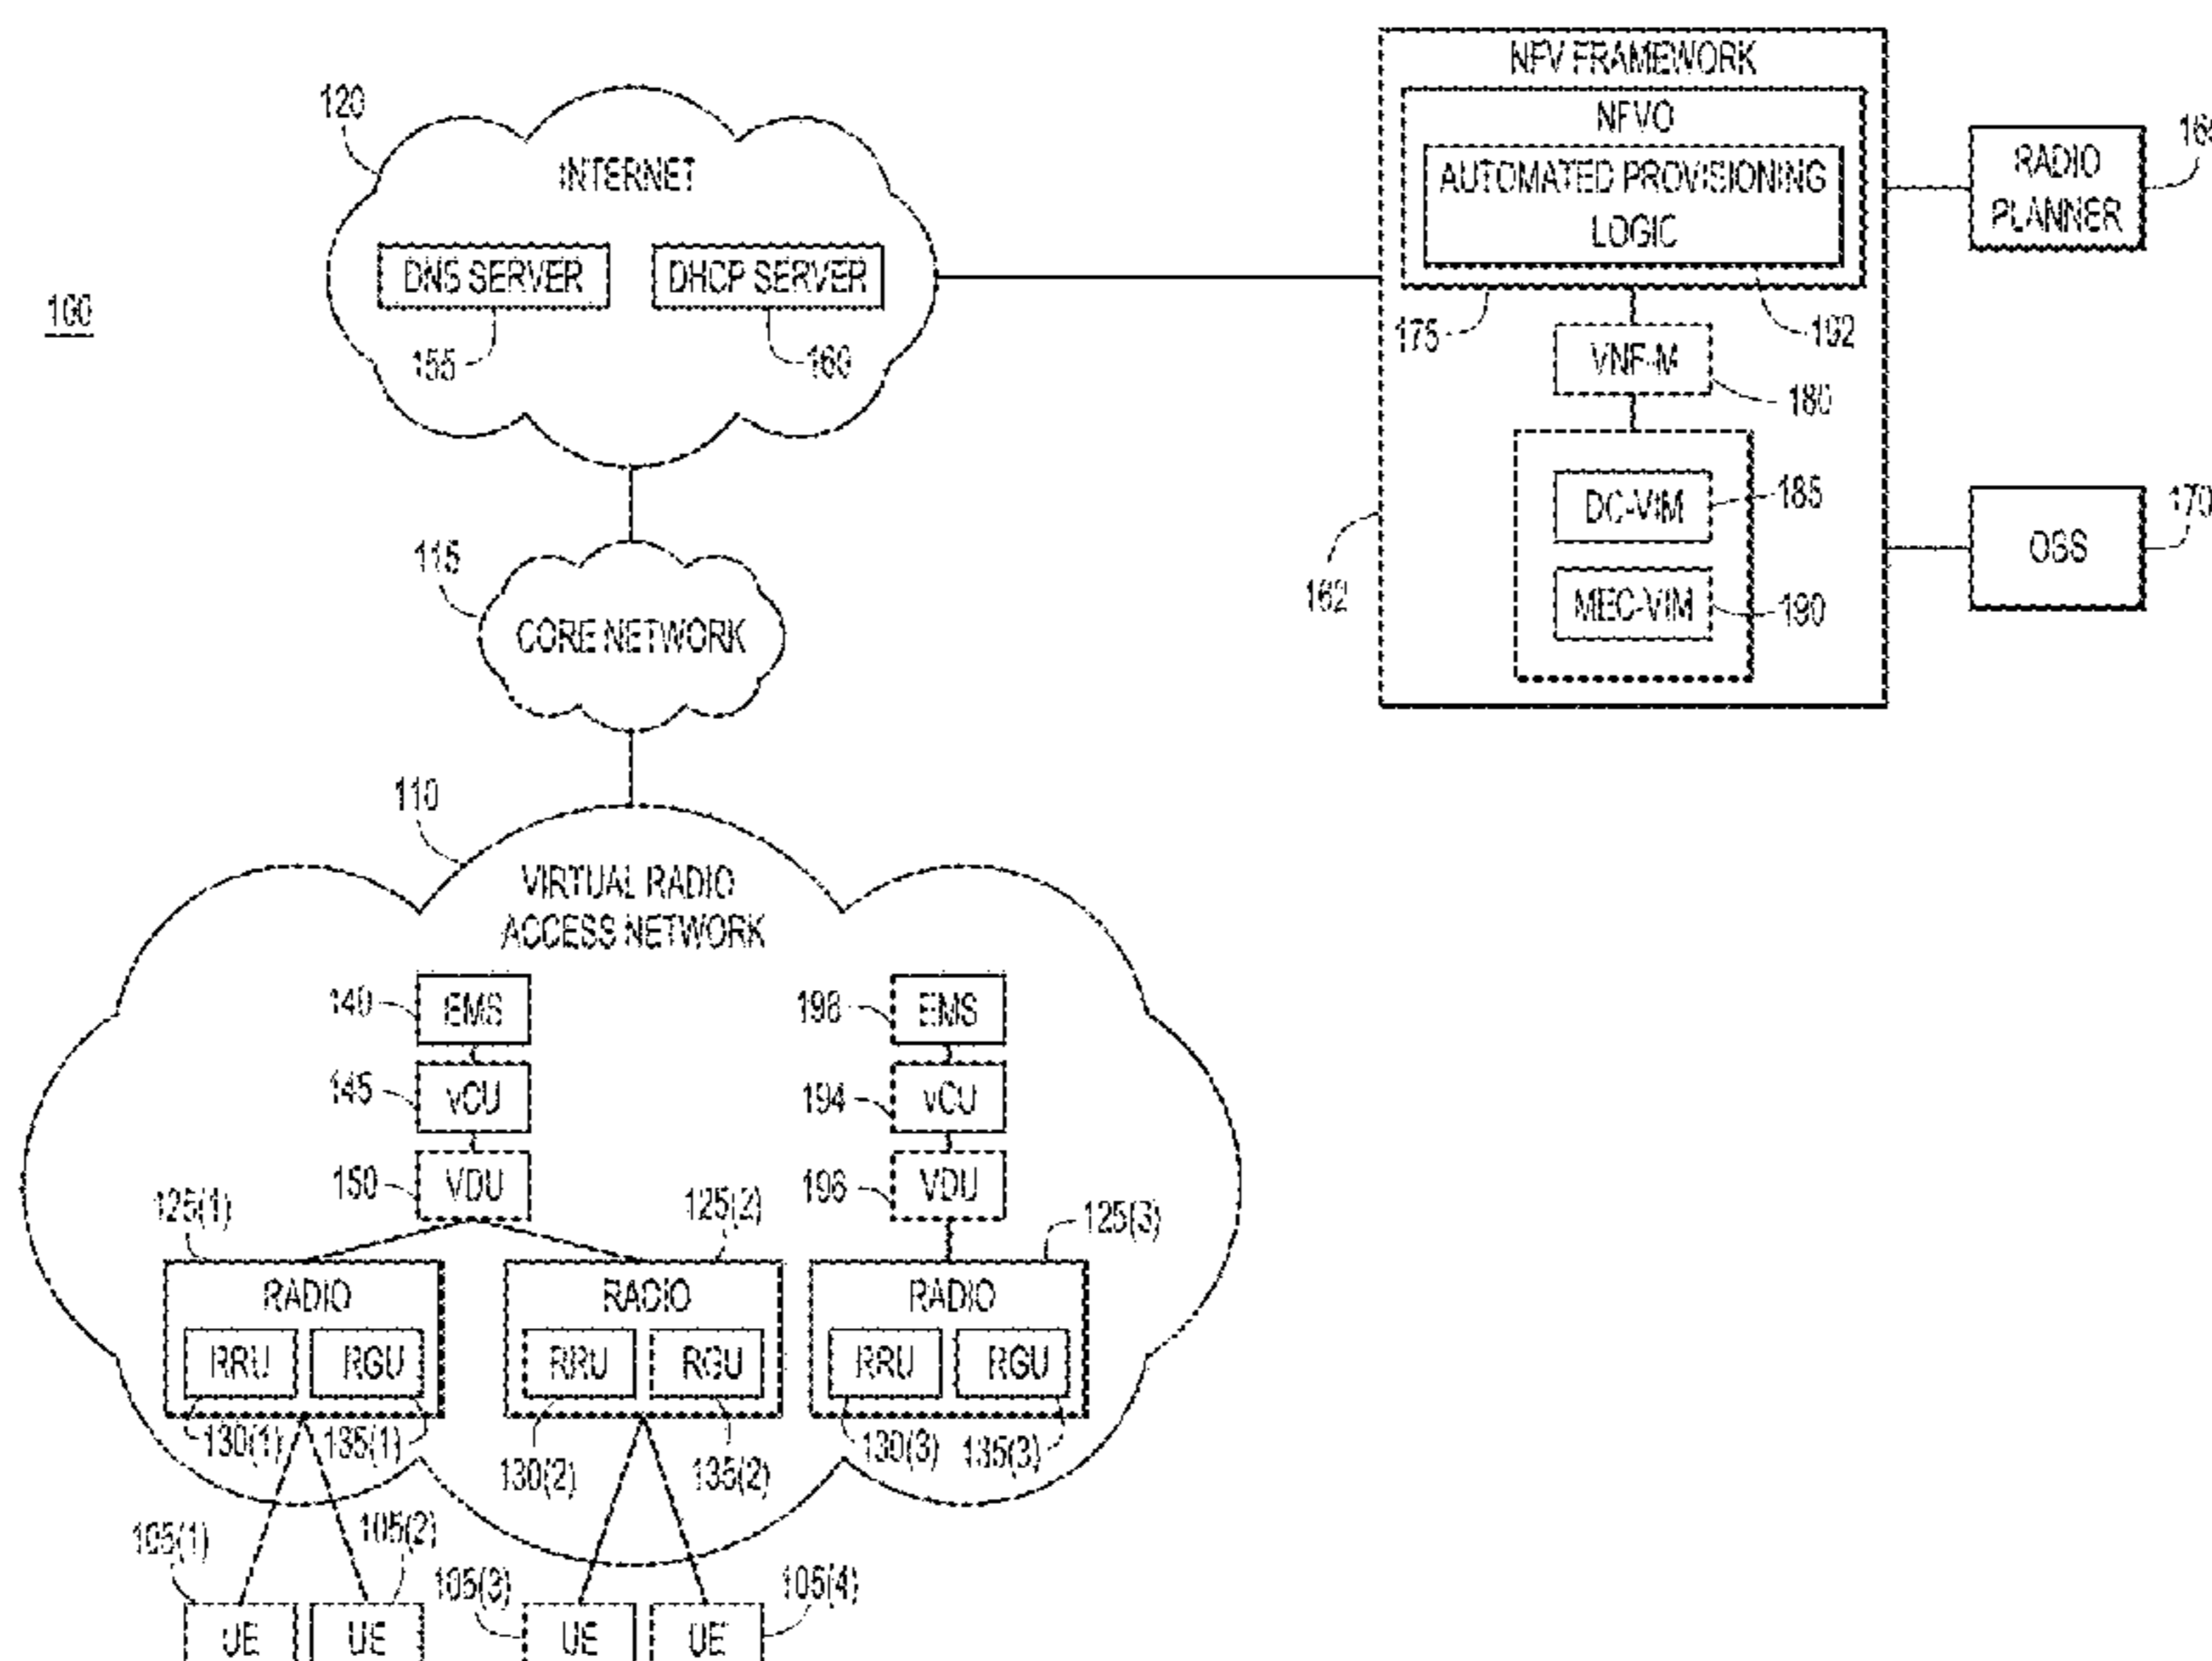 100
120
INTERNET
DNS SERVER
DHCP SERVER
155
160
NFV FRAMEWORK
NFVO
AUTOMATED PROVISIONING
LOGIC
175
192
VNF-M
180
DC-VIM
185
MEC-VIM
190
162
RADIO
PLANNER
OSS
170
115
CORE NETWORK
110
VIRTUAL RADIO
ACCESS NETWORK
140
EMS
198
EMS
145
vCU
194
vCU
150
VDU
196
VDU
125(1)
125(2)
125(3)
RADIO
RADIO
RADIO
RRU
RGU
RRU
RGU
RRU
RGU
130(1)
135(1)
130(2)
135(2)
130(3)
135(3)
105(1)
105(2)
105(3)
105(4)
UE
UE
UE
UE